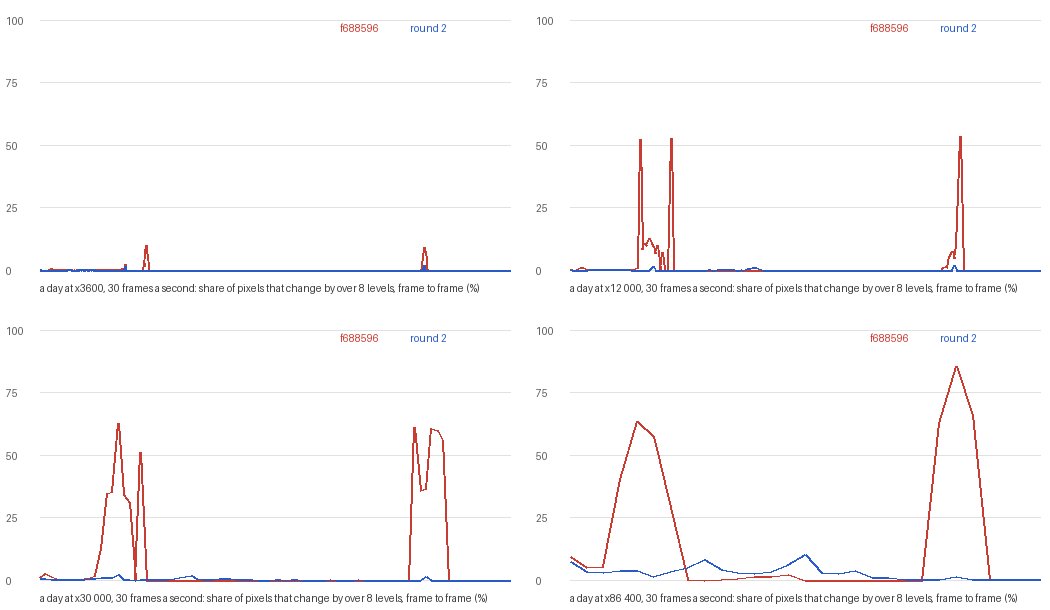 100
f688596 round 2
75
50
25
0
a day at x3600, 30 frames a second: share of pixels that change by over 8 levels, frame to frame (%)
100
f688596 round 2
75
50
25
0
a day at x12 000, 30 frames a second: share of pixels that change by over 8 levels, frame to frame (%)
100
f688596 round 2
75
50
25
0
a day at x30 000, 30 frames a second: share of pixels that change by over 8 levels, frame to frame (%)
100
f688596 round 2
75
50
25
0
a day at x86 400, 30 frames a second: share of pixels that change by over 8 levels, frame to frame (%)